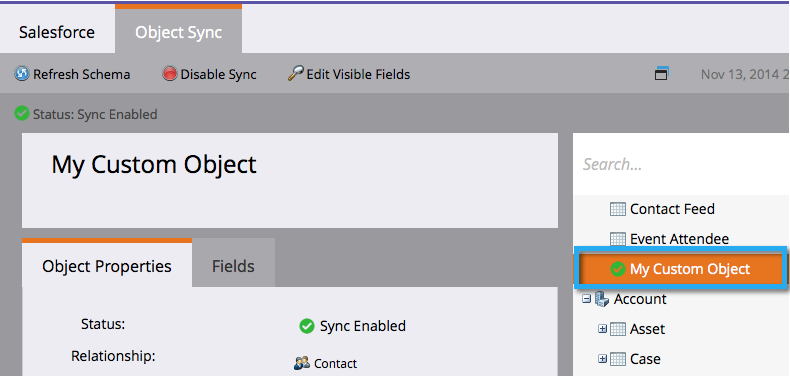 Salesforce Object Sync
Refresh Schema Disable Sync Edit Visible Fields Nov 13, 2014 2
Status: Sync Enabled
My Custom Object
Search...
Contact Feed
Event Attendee
My Custom Object
Account
Asset
Case
Object Properties Fields
Status: Sync Enabled
Relationship: Contact